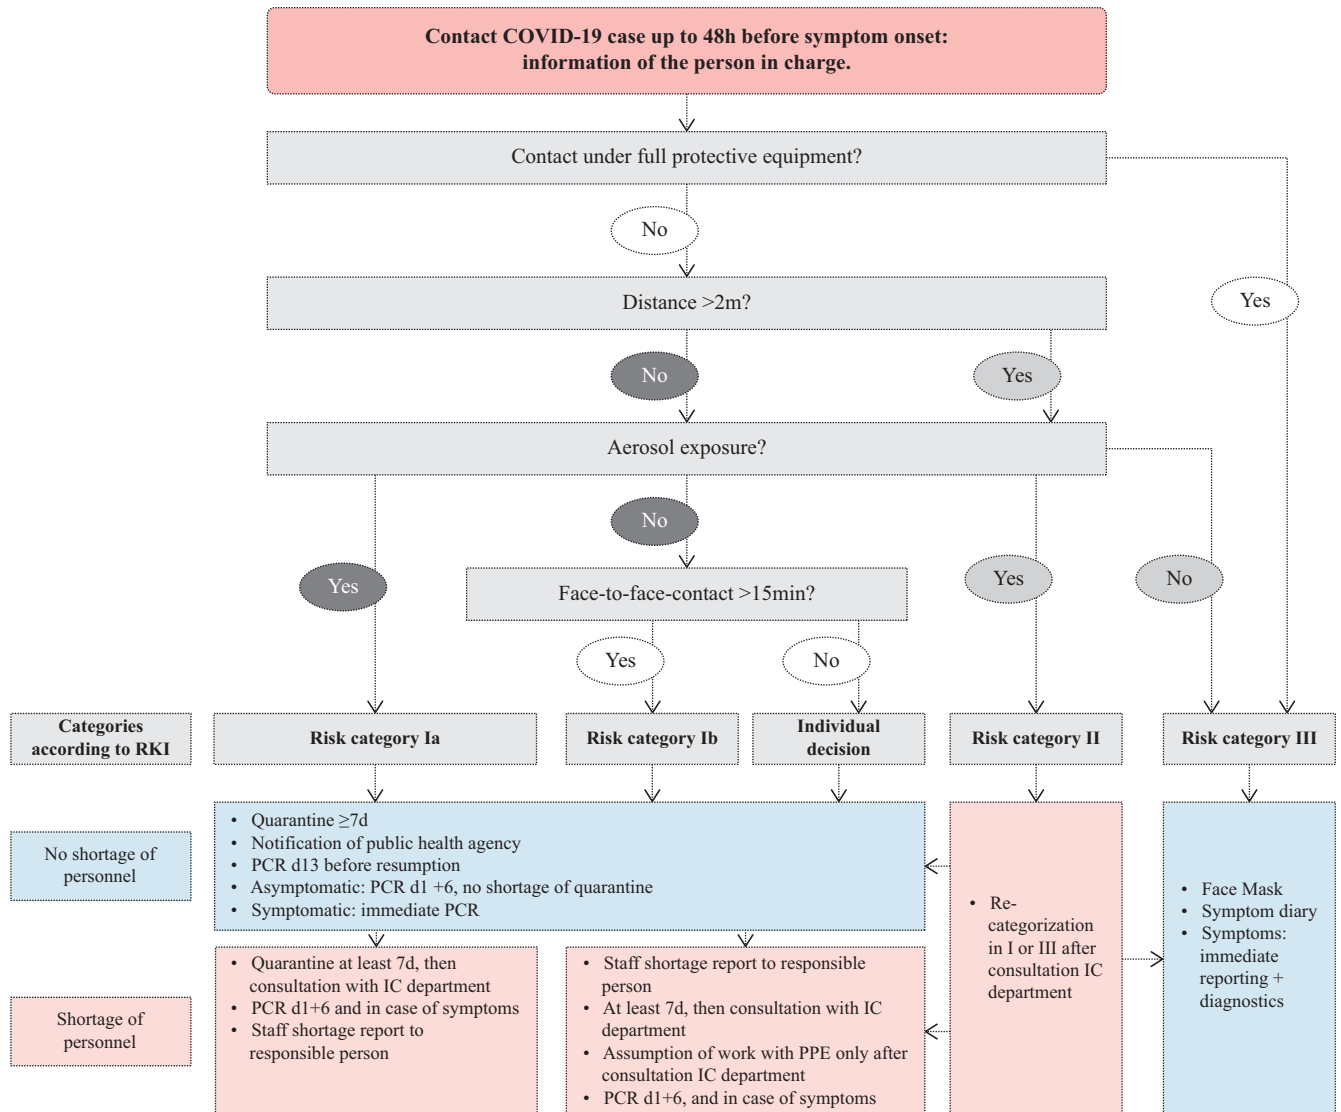 Contact COVID-19 case up to 48h before symptom onset:
information of the person in charge.
Contact under full protective equipment?
No
Yes
Distance >2m?
No
Yes
Aerosol exposure?
No
Yes
Yes
No
Face-to-face-contact >15min?
Yes
No
Categories
according to RKI
Risk category Ia
Risk category Ib
Individual
decision
Risk category II
Risk category III
No shortage of
personnel
• Quarantine ≥7d
• Notification of public health agency
• PCR d13 before resumption
• Asymptomatic: PCR d1 +6, no shortage of quarantine
• Symptomatic: immediate PCR
• Re-
categorization
in I or III after
consultation IC
department
• Face Mask
• Symptom diary
• Symptoms:
immediate
reporting +
diagnostics
Shortage of
personnel
• Quarantine at least 7d, then
consultation with IC department
• PCR d1+6 and in case of symptoms
• Staff shortage report to
responsible person
• Staff shortage report to responsible
person
• At least 7d, then consultation with IC
department
• Assumption of work with PPE only after
consultation IC department
• PCR d1+6, and in case of symptoms